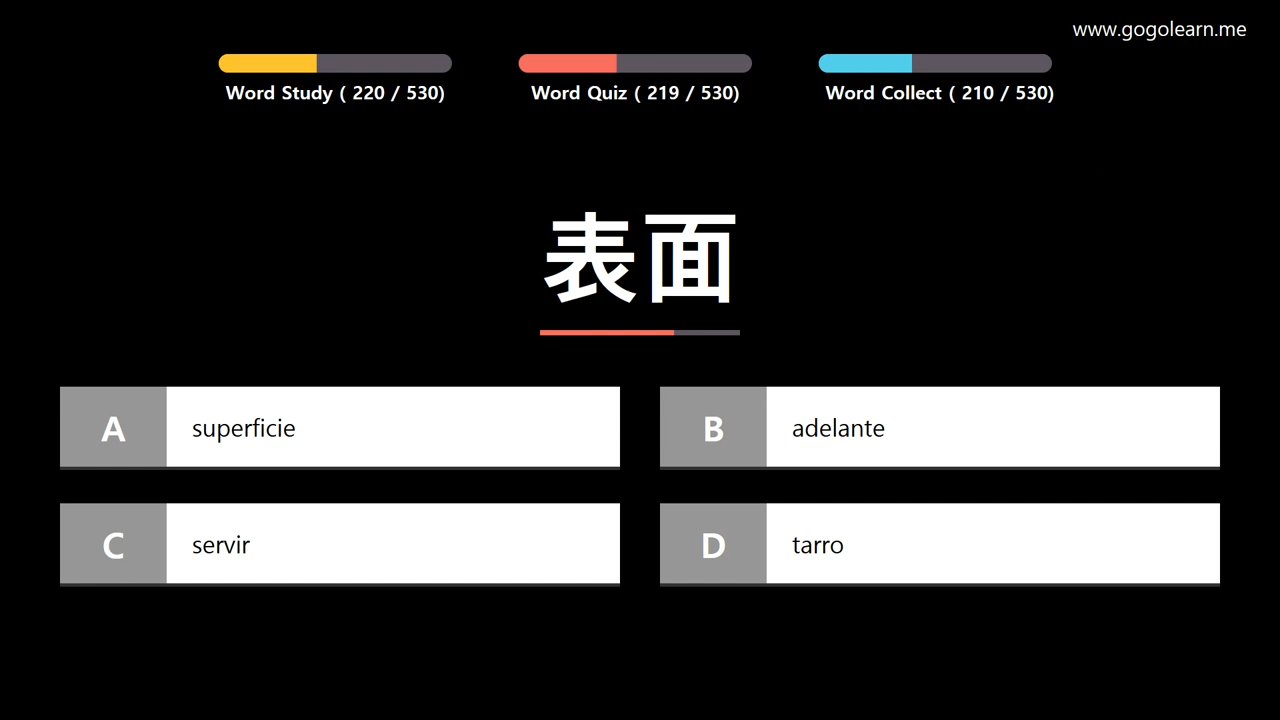 www.gogolearn.me
Word Study ( 220 / 530)
Word Quiz ( 219 / 530)
Word Collect ( 210 / 530)
表面
A superficie
B adelante
C servir
D tarro